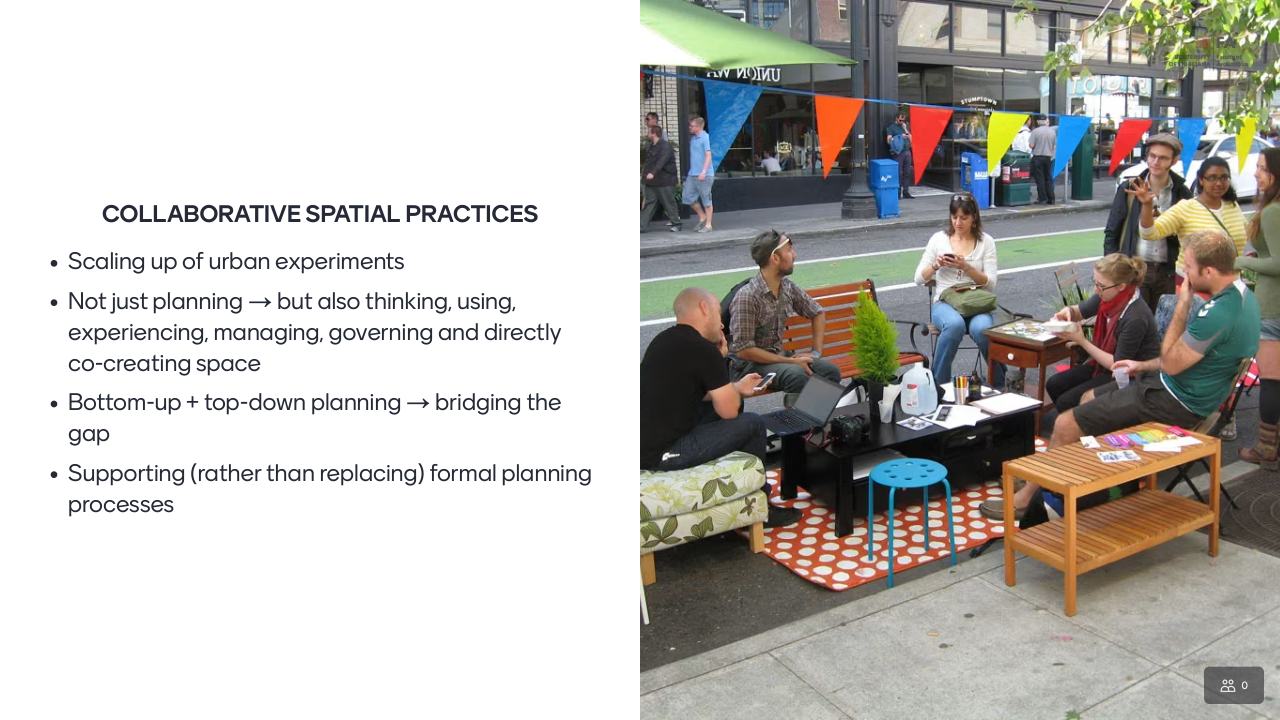 COLLABORATIVE SPATIAL PRACTICES
• Scaling up of urban experiments
• Not just planning → but also thinking, using,
experiencing, managing, governing and directly
co-creating space
• Bottom-up + top-down planning → bridging the
gap
• Supporting (rather than replacing) formal planning
processes
UNION WA
STUMPTOWN
0